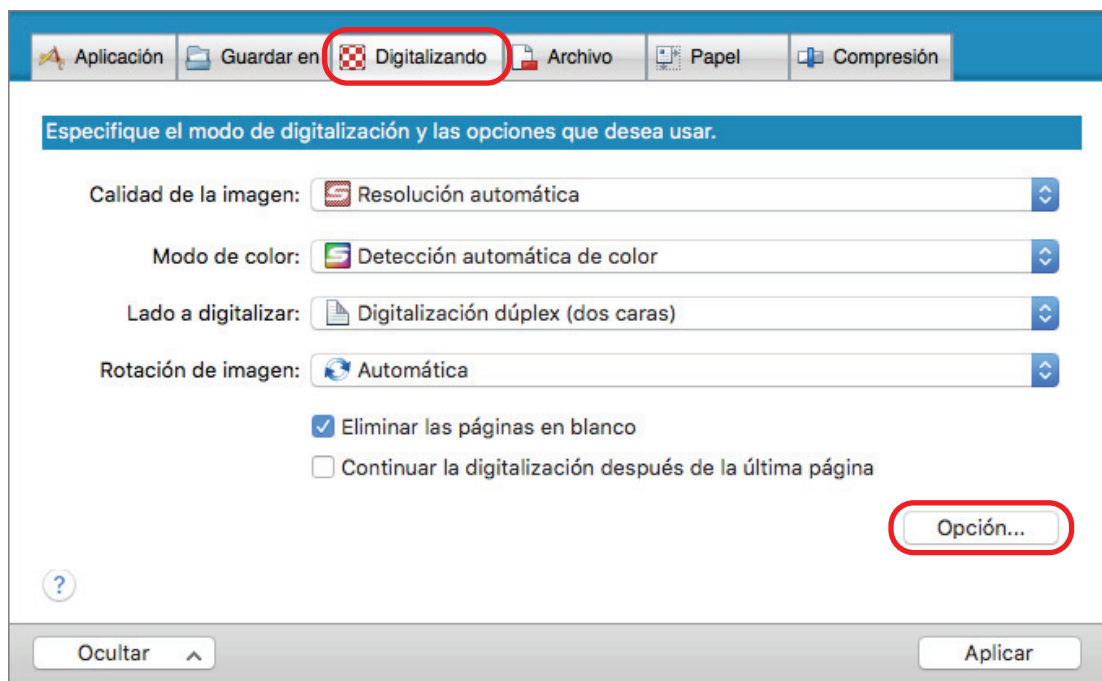 Aplicación Guardar en Digitalizando Archivo Papel Compresión
Especifique el modo de digitalización y las opciones que desea usar.
Calidad de la imagen: Resolución automática
Modo de color: Detección automática de color
Lado a digitalizar: Digitalización dúplex (dos caras)
Rotación de imagen: Automática
Eliminar las páginas en blanco
Continuar la digitalización después de la última página
Opción...
?
Ocultar Aplicar